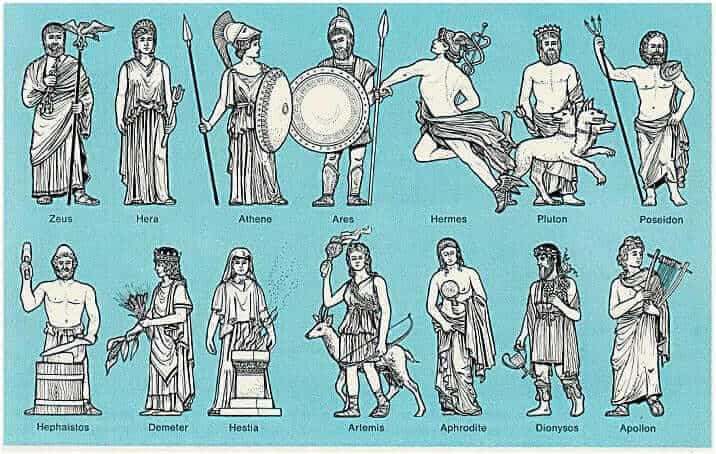 Zeus Hera Athene Ares Hermes Pluton Poseidon
Hephaistos Demeter Hestia Artemis Aphrodite Dionysos Apollon